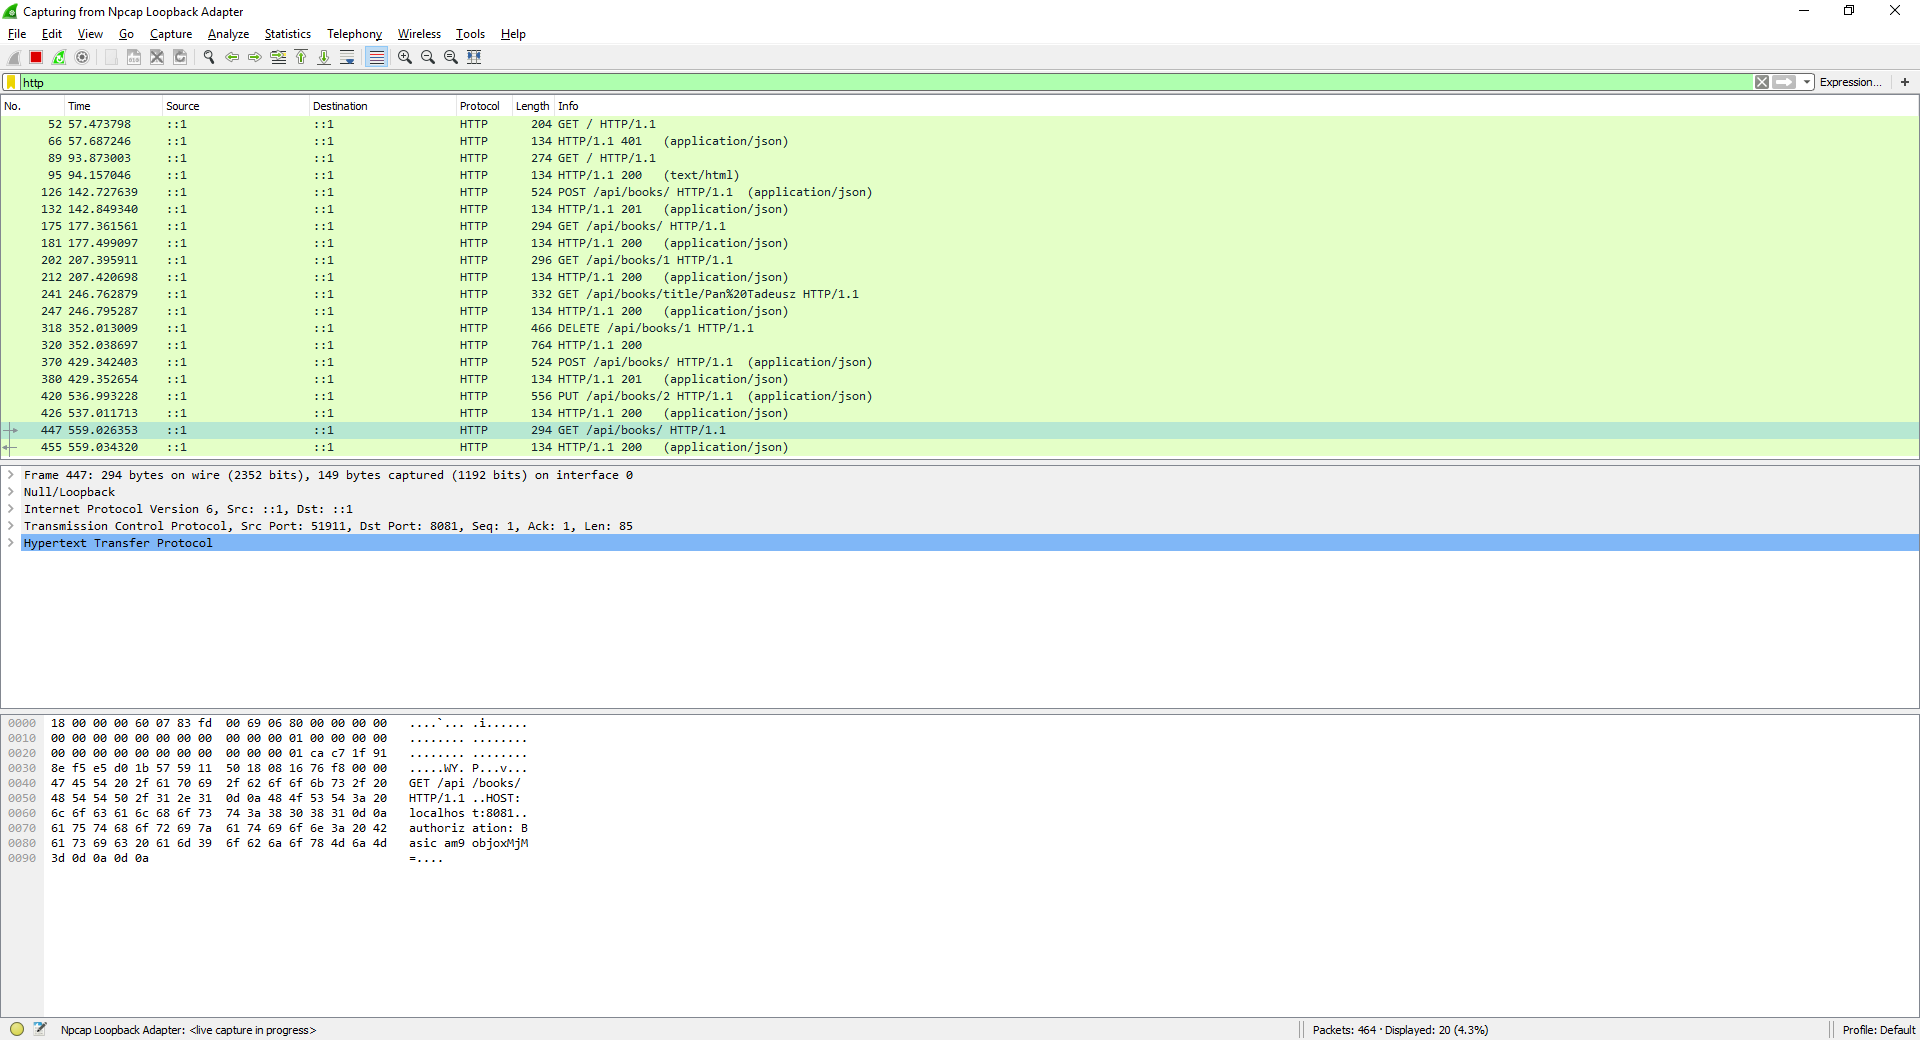 Capturing from Npcap Loopback Adapter
File Edit View Go Capture Analyze Statistics Telephony Wireless Tools Help
http Expression... +
No. Time Source Destination Protocol Length Info
52 57.473798 ::1 ::1 HTTP 204 GET / HTTP/1.1
66 57.687246 ::1 ::1 HTTP 134 HTTP/1.1 401 (application/json)
89 93.873003 ::1 ::1 HTTP 274 GET / HTTP/1.1
95 94.157046 ::1 ::1 HTTP 134 HTTP/1.1 200 (text/html)
126 142.727639 ::1 ::1 HTTP 524 POST /api/books/ HTTP/1.1 (application/json)
132 142.849340 ::1 ::1 HTTP 134 HTTP/1.1 201 (application/json)
175 177.361561 ::1 ::1 HTTP 294 GET /api/books/ HTTP/1.1
181 177.499097 ::1 ::1 HTTP 134 HTTP/1.1 200 (application/json)
202 207.395911 ::1 ::1 HTTP 296 GET /api/books/1 HTTP/1.1
212 207.420698 ::1 ::1 HTTP 134 HTTP/1.1 200 (application/json)
241 246.762879 ::1 ::1 HTTP 332 GET /api/books/title/Pan%20Tadeusz HTTP/1.1
247 246.795287 ::1 ::1 HTTP 134 HTTP/1.1 200 (application/json)
318 352.013009 ::1 ::1 HTTP 466 DELETE /api/books/1 HTTP/1.1
320 352.038697 ::1 ::1 HTTP 764 HTTP/1.1 200
370 429.342403 ::1 ::1 HTTP 524 POST /api/books/ HTTP/1.1 (application/json)
380 429.352654 ::1 ::1 HTTP 134 HTTP/1.1 201 (application/json)
420 536.993228 ::1 ::1 HTTP 556 PUT /api/books/2 HTTP/1.1 (application/json)
426 537.011713 ::1 ::1 HTTP 134 HTTP/1.1 200 (application/json)
447 559.026353 ::1 ::1 HTTP 294 GET /api/books/ HTTP/1.1
455 559.034320 ::1 ::1 HTTP 134 HTTP/1.1 200 (application/json)
Frame 447: 294 bytes on wire (2352 bits), 149 bytes captured (1192 bits) on interface 0
Null/Loopback
Internet Protocol Version 6, Src: ::1, Dst: ::1
Transmission Control Protocol, Src Port: 51911, Dst Port: 8081, Seq: 1, Ack: 1, Len: 85
Hypertext Transfer Protocol
0000 18 00 00 00 60 07 83 fd 00 69 06 80 00 00 00 00 ....`... .i......
0010 00 00 00 00 00 00 00 00 00 00 00 01 00 00 00 00 ........ ........
0020 00 00 00 00 00 00 00 00 00 00 00 01 ca c7 1f 91 ........ ........
0030 8e f5 e5 d0 1b 57 59 11 50 18 08 16 76 f8 00 00 .....WY. P...v...
0040 47 45 54 20 2f 61 70 69 2f 62 6f 6f 6b 73 2f 20 GET /api /books/
0050 48 54 54 50 2f 31 2e 31 0d 0a 48 4f 53 54 3a 20 HTTP/1.1 ..HOST:
0060 6c 6f 63 61 6c 68 6f 73 74 3a 38 30 38 31 0d 0a localhos t:8081..
0070 61 75 74 68 6f 72 69 7a 61 74 69 6f 6e 3a 20 42 authoriz ation: B
0080 61 73 69 63 20 61 6d 39 6f 62 6a 6f 78 4d 6a 4d asic am9 objoxMjM
0090 3d 0d 0a 0d 0a =....
Npcap Loopback Adapter: <live capture in progress> Packets: 464 · Displayed: 20 (4.3%) Profile: Default